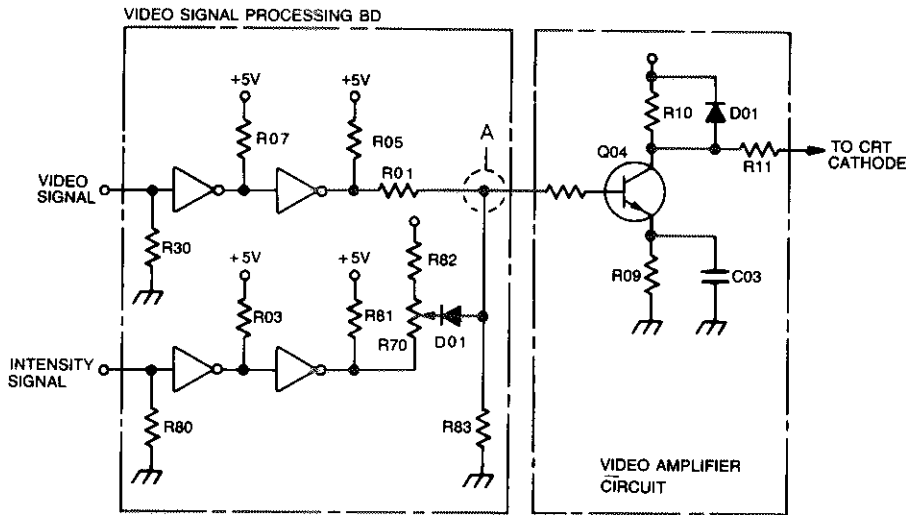 VIDEO SIGNAL PROCESSING BD
+5V
+5V
A
R10
D01
R07
R05
TO CRT
CATHODE
Q04
R11
R01
VIDEO
SIGNAL
R30
+5V
+5V
R82
R09
C03
R03
R81
R70
D01
INTENSITY
SIGNAL
R80
R83
VIDEO AMPLIFIER
CIRCUIT